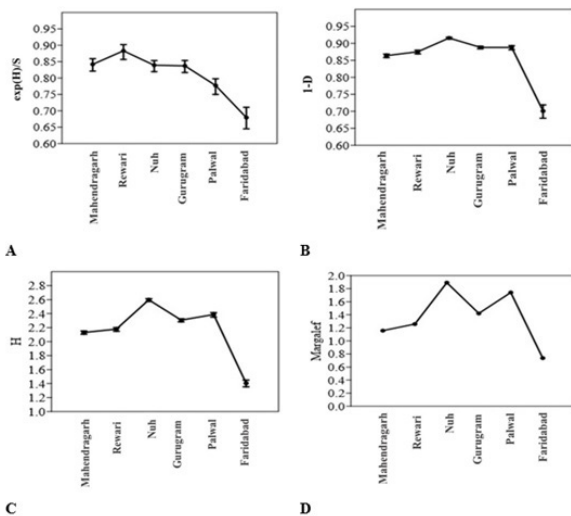 exp(H)/S
0.90
0.85
0.80
0.75
0.70
0.65
0.60
Mahendragarh
Rewari
Nuh
Gurugram
Palwal
Faridabad
A
1-D
0.95
0.90
0.85
0.80
0.75
0.70
0.65
0.60
Mahendragarh
Rewari
Nuh
Gurugram
Palwal
Faridabad
B
H
2.8
2.6
2.4
2.2
2.0
1.8
1.6
1.4
1.2
1.0
Mahendragarh
Rewari
Nuh
Gurugram
Palwal
Faridabad
C
Margalef
2.0
1.8
1.6
1.4
1.2
1.0
0.8
0.6
0.4
0.2
0.0
Mahendragarh
Rewari
Nuh
Gurugram
Palwal
Faridabad
D